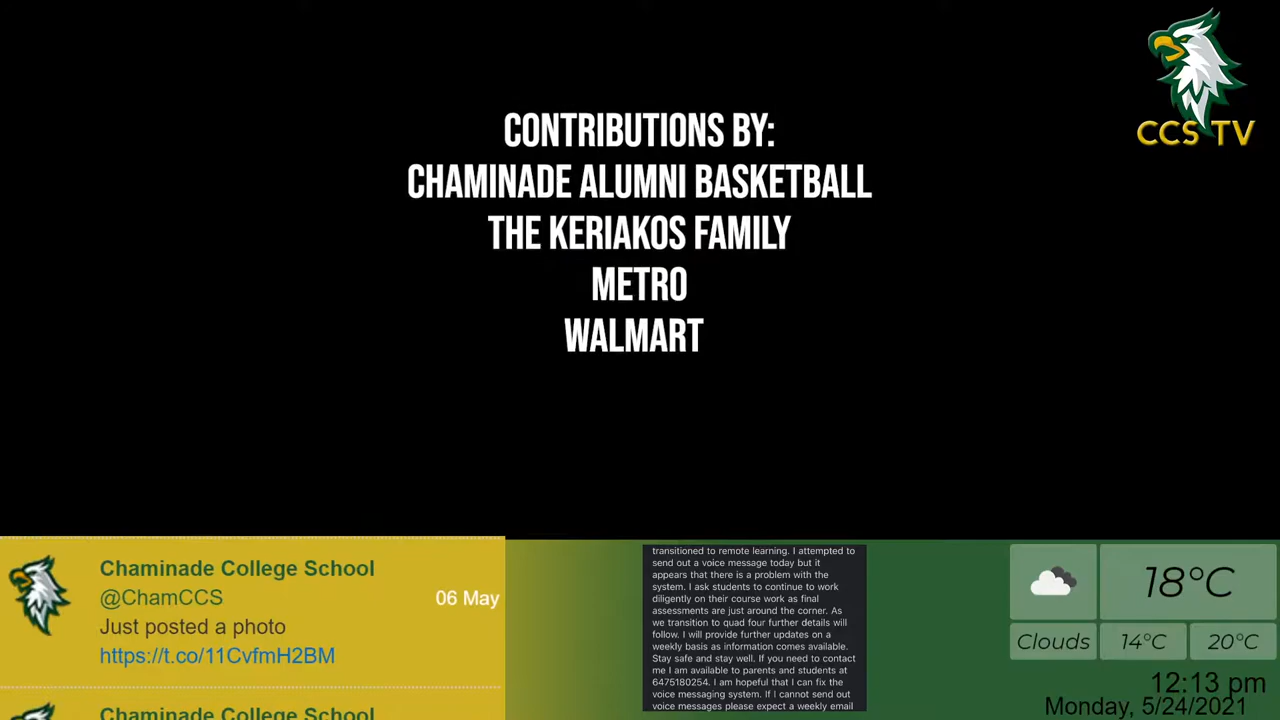 CCS TV
CONTRIBUTIONS BY:
CHAMINADE ALUMNI BASKETBALL
THE KERIAKOS FAMILY
METRO
WALMART
Chaminade College School
@ChamCCS
06 May
Just posted a photo
https://t.co/11CvfmH2BM
Chaminade College School
transitioned to remote learning. I attempted to
send out a voice message today but it
appears that there is a problem with the
system. I ask students to continue to work
diligently on their course work as final
assessments are just around the corner. As
we transition to quad four further details will
follow. I will provide further updates on a
weekly basis as information comes available.
Stay safe and stay well. If you need to contact
me I am available to parents and students at
6475180254. I am hopeful that I can fix the
voice messaging system. If I cannot send out
voice messages please expect a weekly email
18°C
Clouds
14°C
20°C
12:13 pm
Monday, 5/24/2021